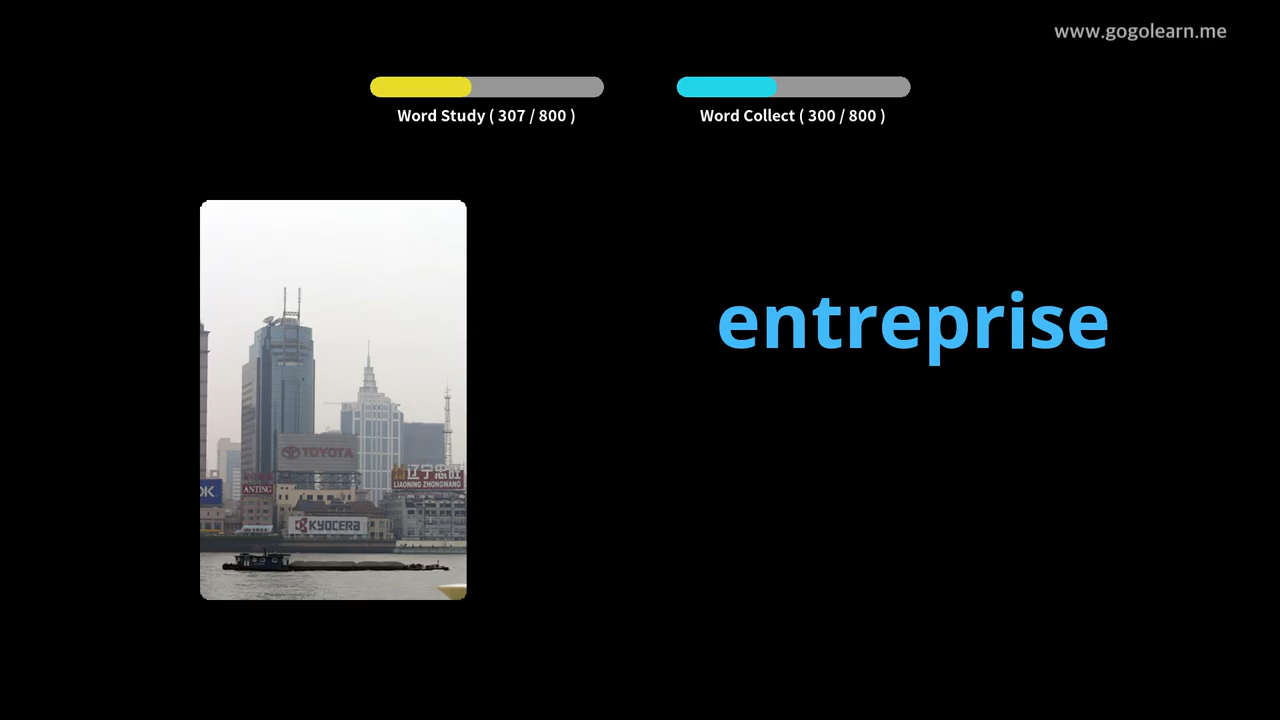 www.gogolearn.me
Word Study ( 307 / 800 )
Word Collect ( 300 / 800 )
entreprise
TOYOTA
辽宁忠旺
LIAONING ZHONGWANG
OK
ANTING
KYOCERA